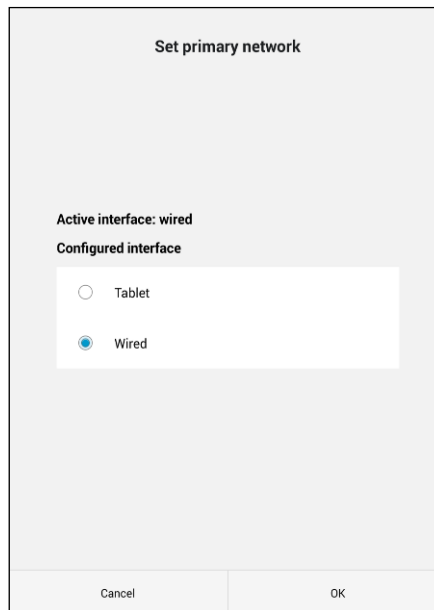 Set primary network
Active interface: wired
Configured interface
Tablet
Wired
Cancel
OK